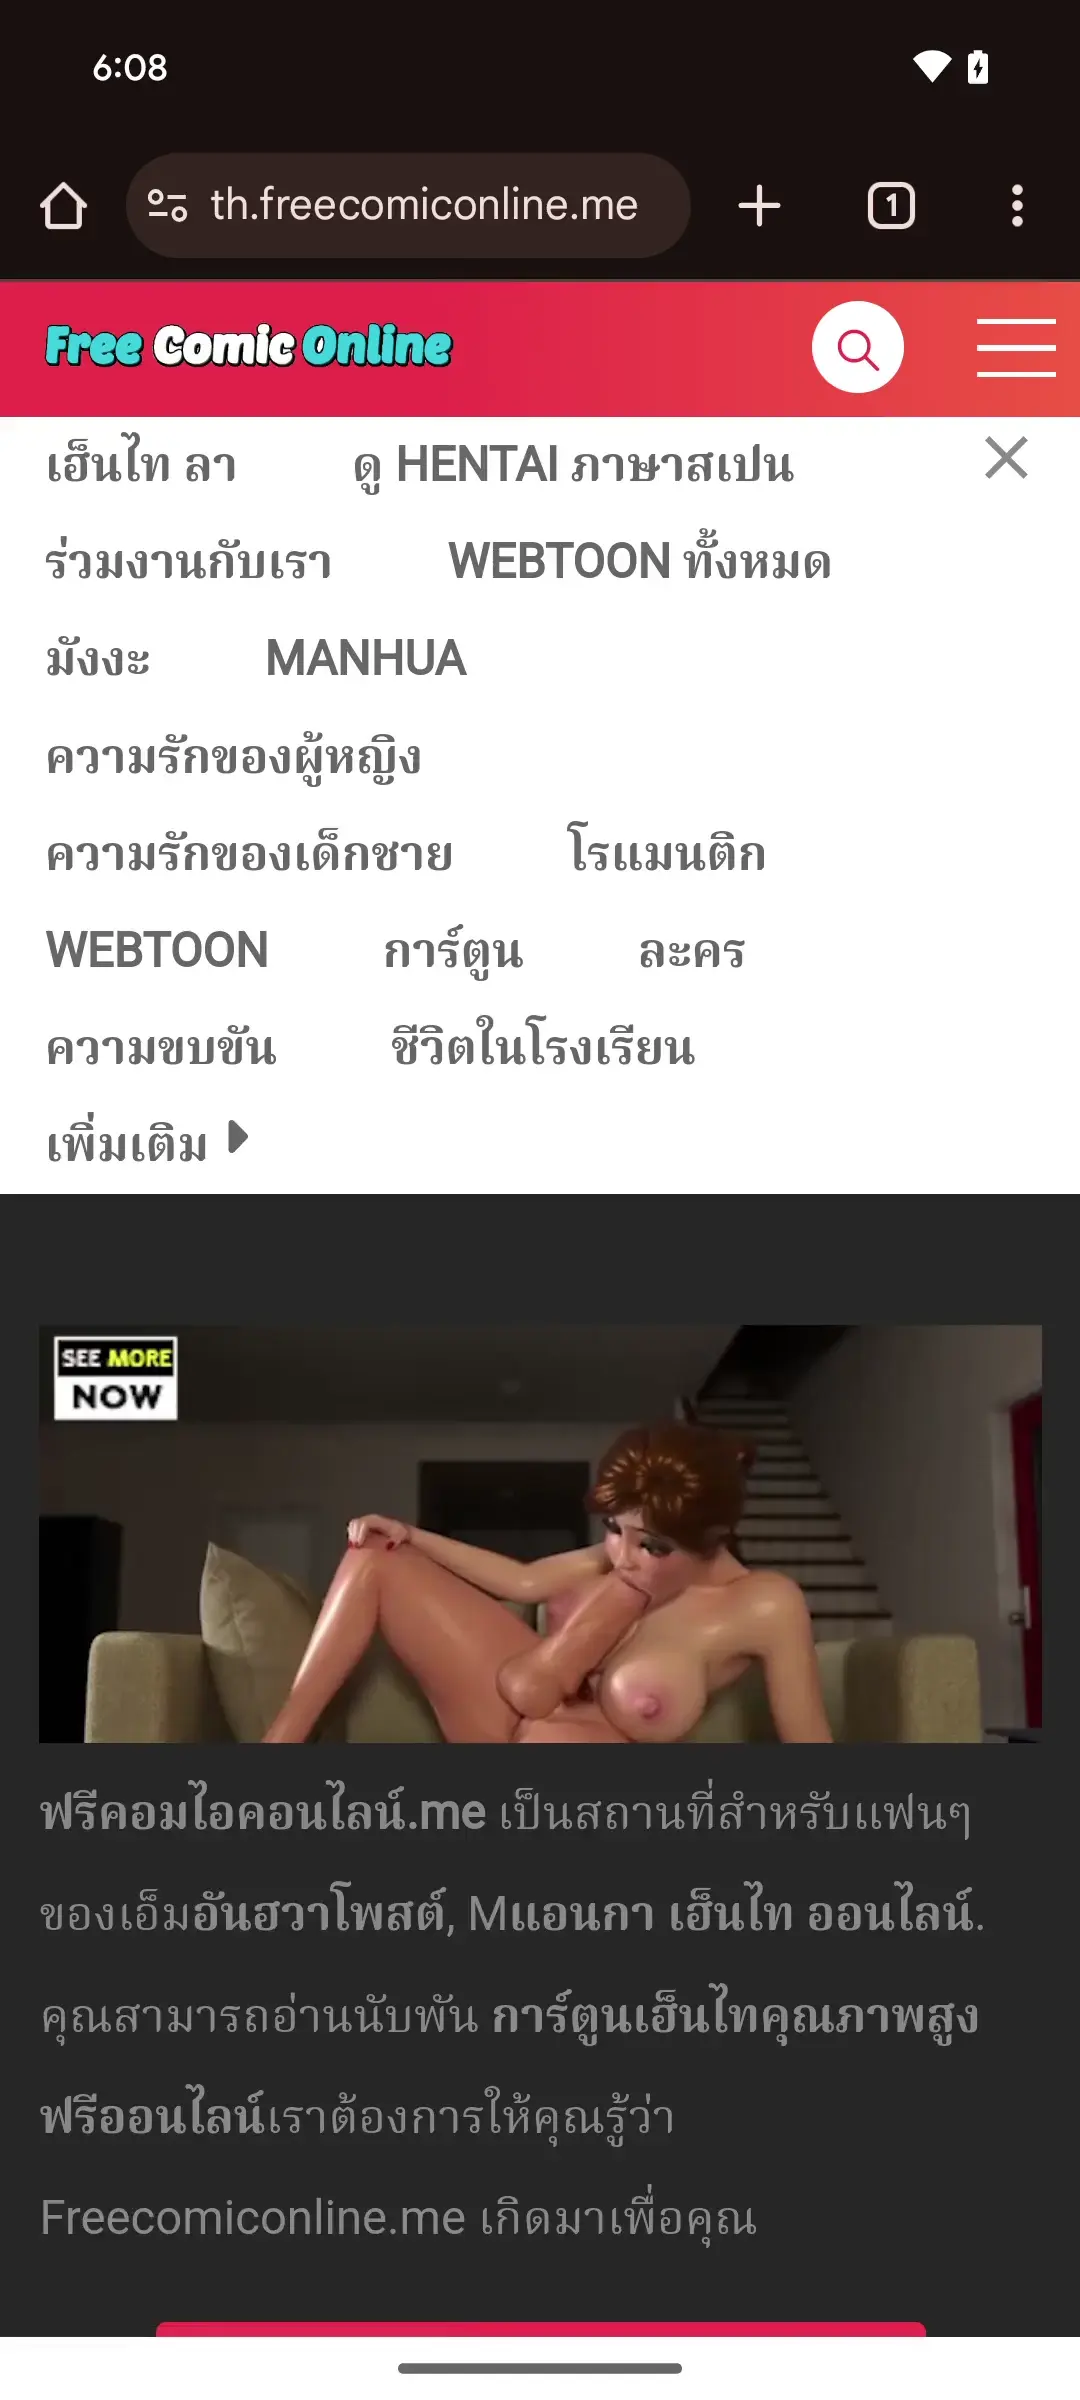 6:08
th.freecomiconline.me
1
Free Comic Online
เฮ็นไท ลา ดู HENTAI ภาษาสเปน
ร่วมงานกับเรา WEBTOON ทั้งหมด
มังงะ MANHUA
ความรักของผู้หญิง
ความรักของเด็กชาย โรแมนติก
WEBTOON การ์ตูน ละคร
ความขบขัน ชีวิตในโรงเรียน
เพิ่มเติม
SEE MORE
NOW
ฟรีคอมไอคอนไลน์.me เป็นสถานที่สำหรับแฟนๆ
ของเอ็มอันฮวาโพสต์, Mแอนกา เฮ็นไท ออนไลน์.
คุณสามารถอ่านนับพัน การ์ตูนเฮ็นไทคุณภาพสูง
ฟรีออนไลน์เราต้องการให้คุณรู้ว่า
Freecomiconline.me เกิดมาเพื่อคุณ